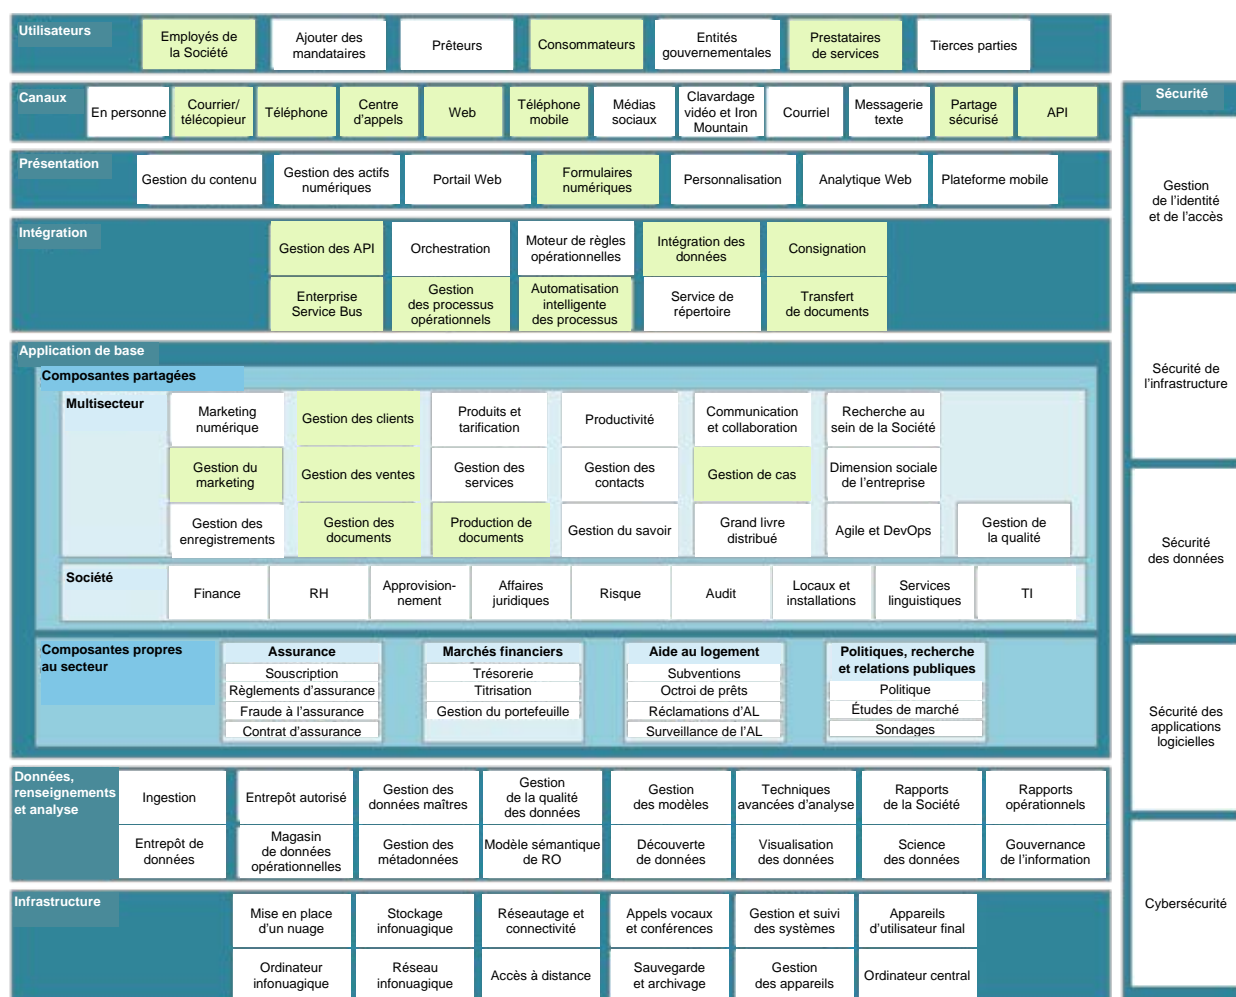 Utilisateurs
Employés de
la Société
Ajouter des
mandataires
Prêteurs
Consommateurs
Entités
gouvernementales
Prestataires
de services
Tierces parties
Canaux
En personne
Courrier/
télécopieur
Téléphone
Centre
d'appels
Web
Téléphone
mobile
Médias
sociaux
Clavardage
vidéo et Iron
Mountain
Courriel
Messagerie
texte
Partage
sécurisé
API
Présentation
Gestion du contenu
Gestion des actifs
numériques
Portail Web
Formulaires
numériques
Personnalisation
Analytique Web
Plateforme mobile
Intégration
Gestion des API
Orchestration
Moteur de règles
opérationnelles
Intégration des
données
Consignation
Enterprise
Service Bus
Gestion
des processus
opérationnels
Automatisation
intelligente
des processus
Service de
répertoire
Transfert
de documents
Application de base
Composantes partagées
Multisecteur
Marketing
numérique
Gestion des clients
Produits et
tarification
Productivité
Communication
et collaboration
Recherche au
sein de la Société
Gestion du
marketing
Gestion des ventes
Gestion des
services
Gestion des
contacts
Gestion de cas
Dimension sociale
de l'entreprise
Gestion des
enregistrements
Gestion des
documents
Production de
documents
Gestion du savoir
Grand livre
distribué
Agile et DevOps
Gestion de
la qualité
Société
Finance
RH
Approvision-
nement
Affaires
juridiques
Risque
Audit
Locaux et
installations
Services
linguistiques
TI
Composantes propres
au secteur
Assurance
Souscription
Règlements d'assurance
Fraude à l'assurance
Contrat d'assurance
Marchés financiers
Trésorerie
Titrisation
Gestion du portefeuille
Aide au logement
Subventions
Octroi de prêts
Réclamations d'AL
Surveillance de l'AL
Politiques, recherche
et relations publiques
Politique
Études de marché
Sondages
Données,
renseignements
et analyse
Ingestion
Entrepôt autorisé
Gestion des
données maîtres
Gestion
de la qualité
des données
Gestion
des modèles
Techniques
avancées d'analyse
Rapports
de la Société
Rapports
opérationnels
Entrepôt de
données
Magasin
de données
opérationnelles
Gestion des
métadonnées
Modèle sémantique
de RO
Découverte
de données
Visualisation
des données
Science
des données
Gouvernance
de l'information
Infrastructure
Mise en place
d'un nuage
Stockage
infonuagique
Réseautage et
connectivité
Appels vocaux
et conférences
Gestion et suivi
des systèmes
Appareils
d'utilisateur final
Ordinateur
infonuagique
Réseau
infonuagique
Accès à distance
Sauvegarde
et archivage
Gestion
des appareils
Ordinateur central
Sécurité
Gestion
de l'identité
et de l'accès
Sécurité de
l'infrastructure
Sécurité
des données
Sécurité des
applications
logicielles
Cybersécurité